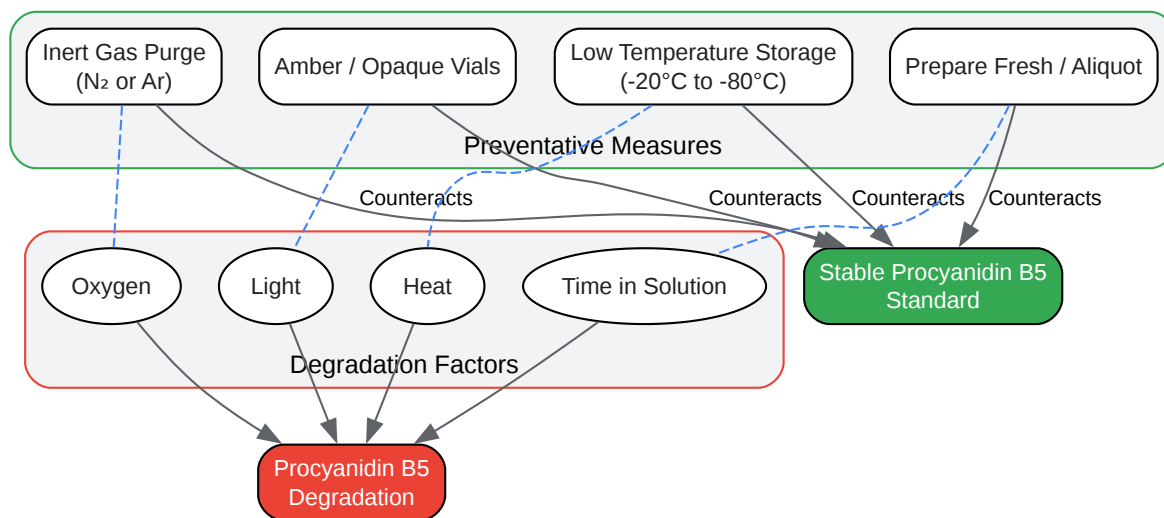 Inert Gas Purge
(N₂ or Ar)
Amber / Opaque Vials
Low Temperature Storage
(-20°C to -80°C)
Prepare Fresh / Aliquot
Preventative Measures
Counteracts
Counteracts
Counteracts
Counteracts
Oxygen
Light
Heat
Time in Solution
Stable Procyanidin B5
Standard
Degradation Factors
Procyanidin B5
Degradation